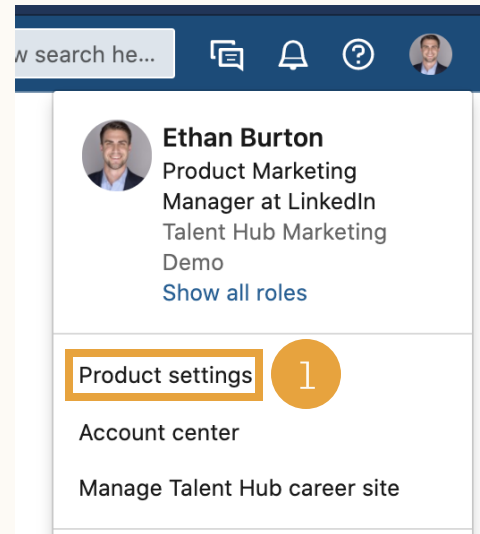 w search he...
Ethan Burton
Product Marketing
Manager at LinkedIn
Talent Hub Marketing
Demo
Show all roles
Product settings
1
Account center
Manage Talent Hub career site